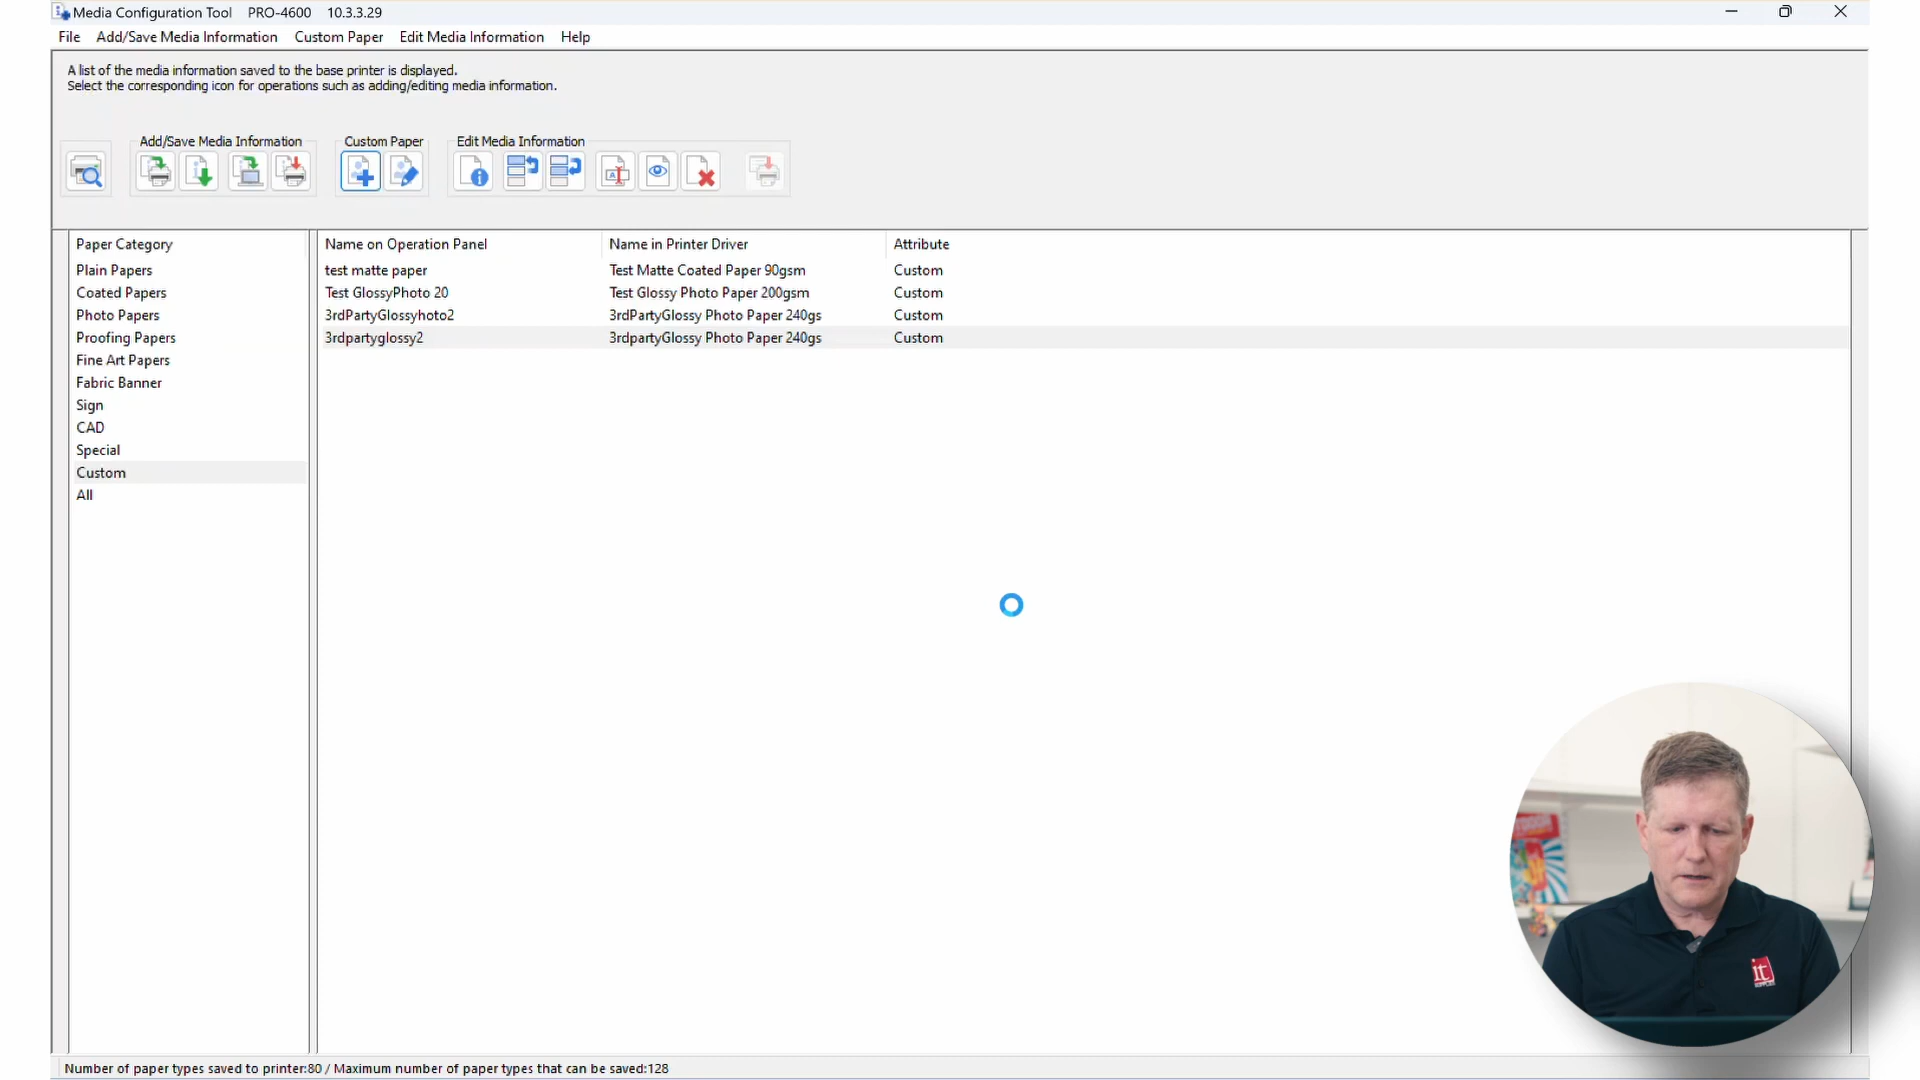 Media Configuration Tool PRO-4600 10.3.3.29
File Add/Save Media Information Custom Paper Edit Media Information Help
A list of the media information saved to the base printer is displayed.
Select the corresponding icon for operations such as adding/editing media information.
Add/Save Media Information Custom Paper Edit Media Information
Paper Category Name on Operation Panel Name in Printer Driver Attribute
Plain Papers test matte paper Test Matte Coated Paper 90gsm Custom
Coated Papers Test GlossyPhoto 20 Test Glossy Photo Paper 200gsm Custom
Photo Papers 3rdPartyGlossyhoto2 3rdPartyGlossy Photo Paper 240gs Custom
Proofing Papers 3rdpartyglossy2 3rdpartyGlossy Photo Paper 240gs Custom
Fine Art Papers
Fabric Banner
Sign
CAD
Special
Custom
All
it
Number of paper types saved to printer:80 / Maximum number of paper types that can be saved:128